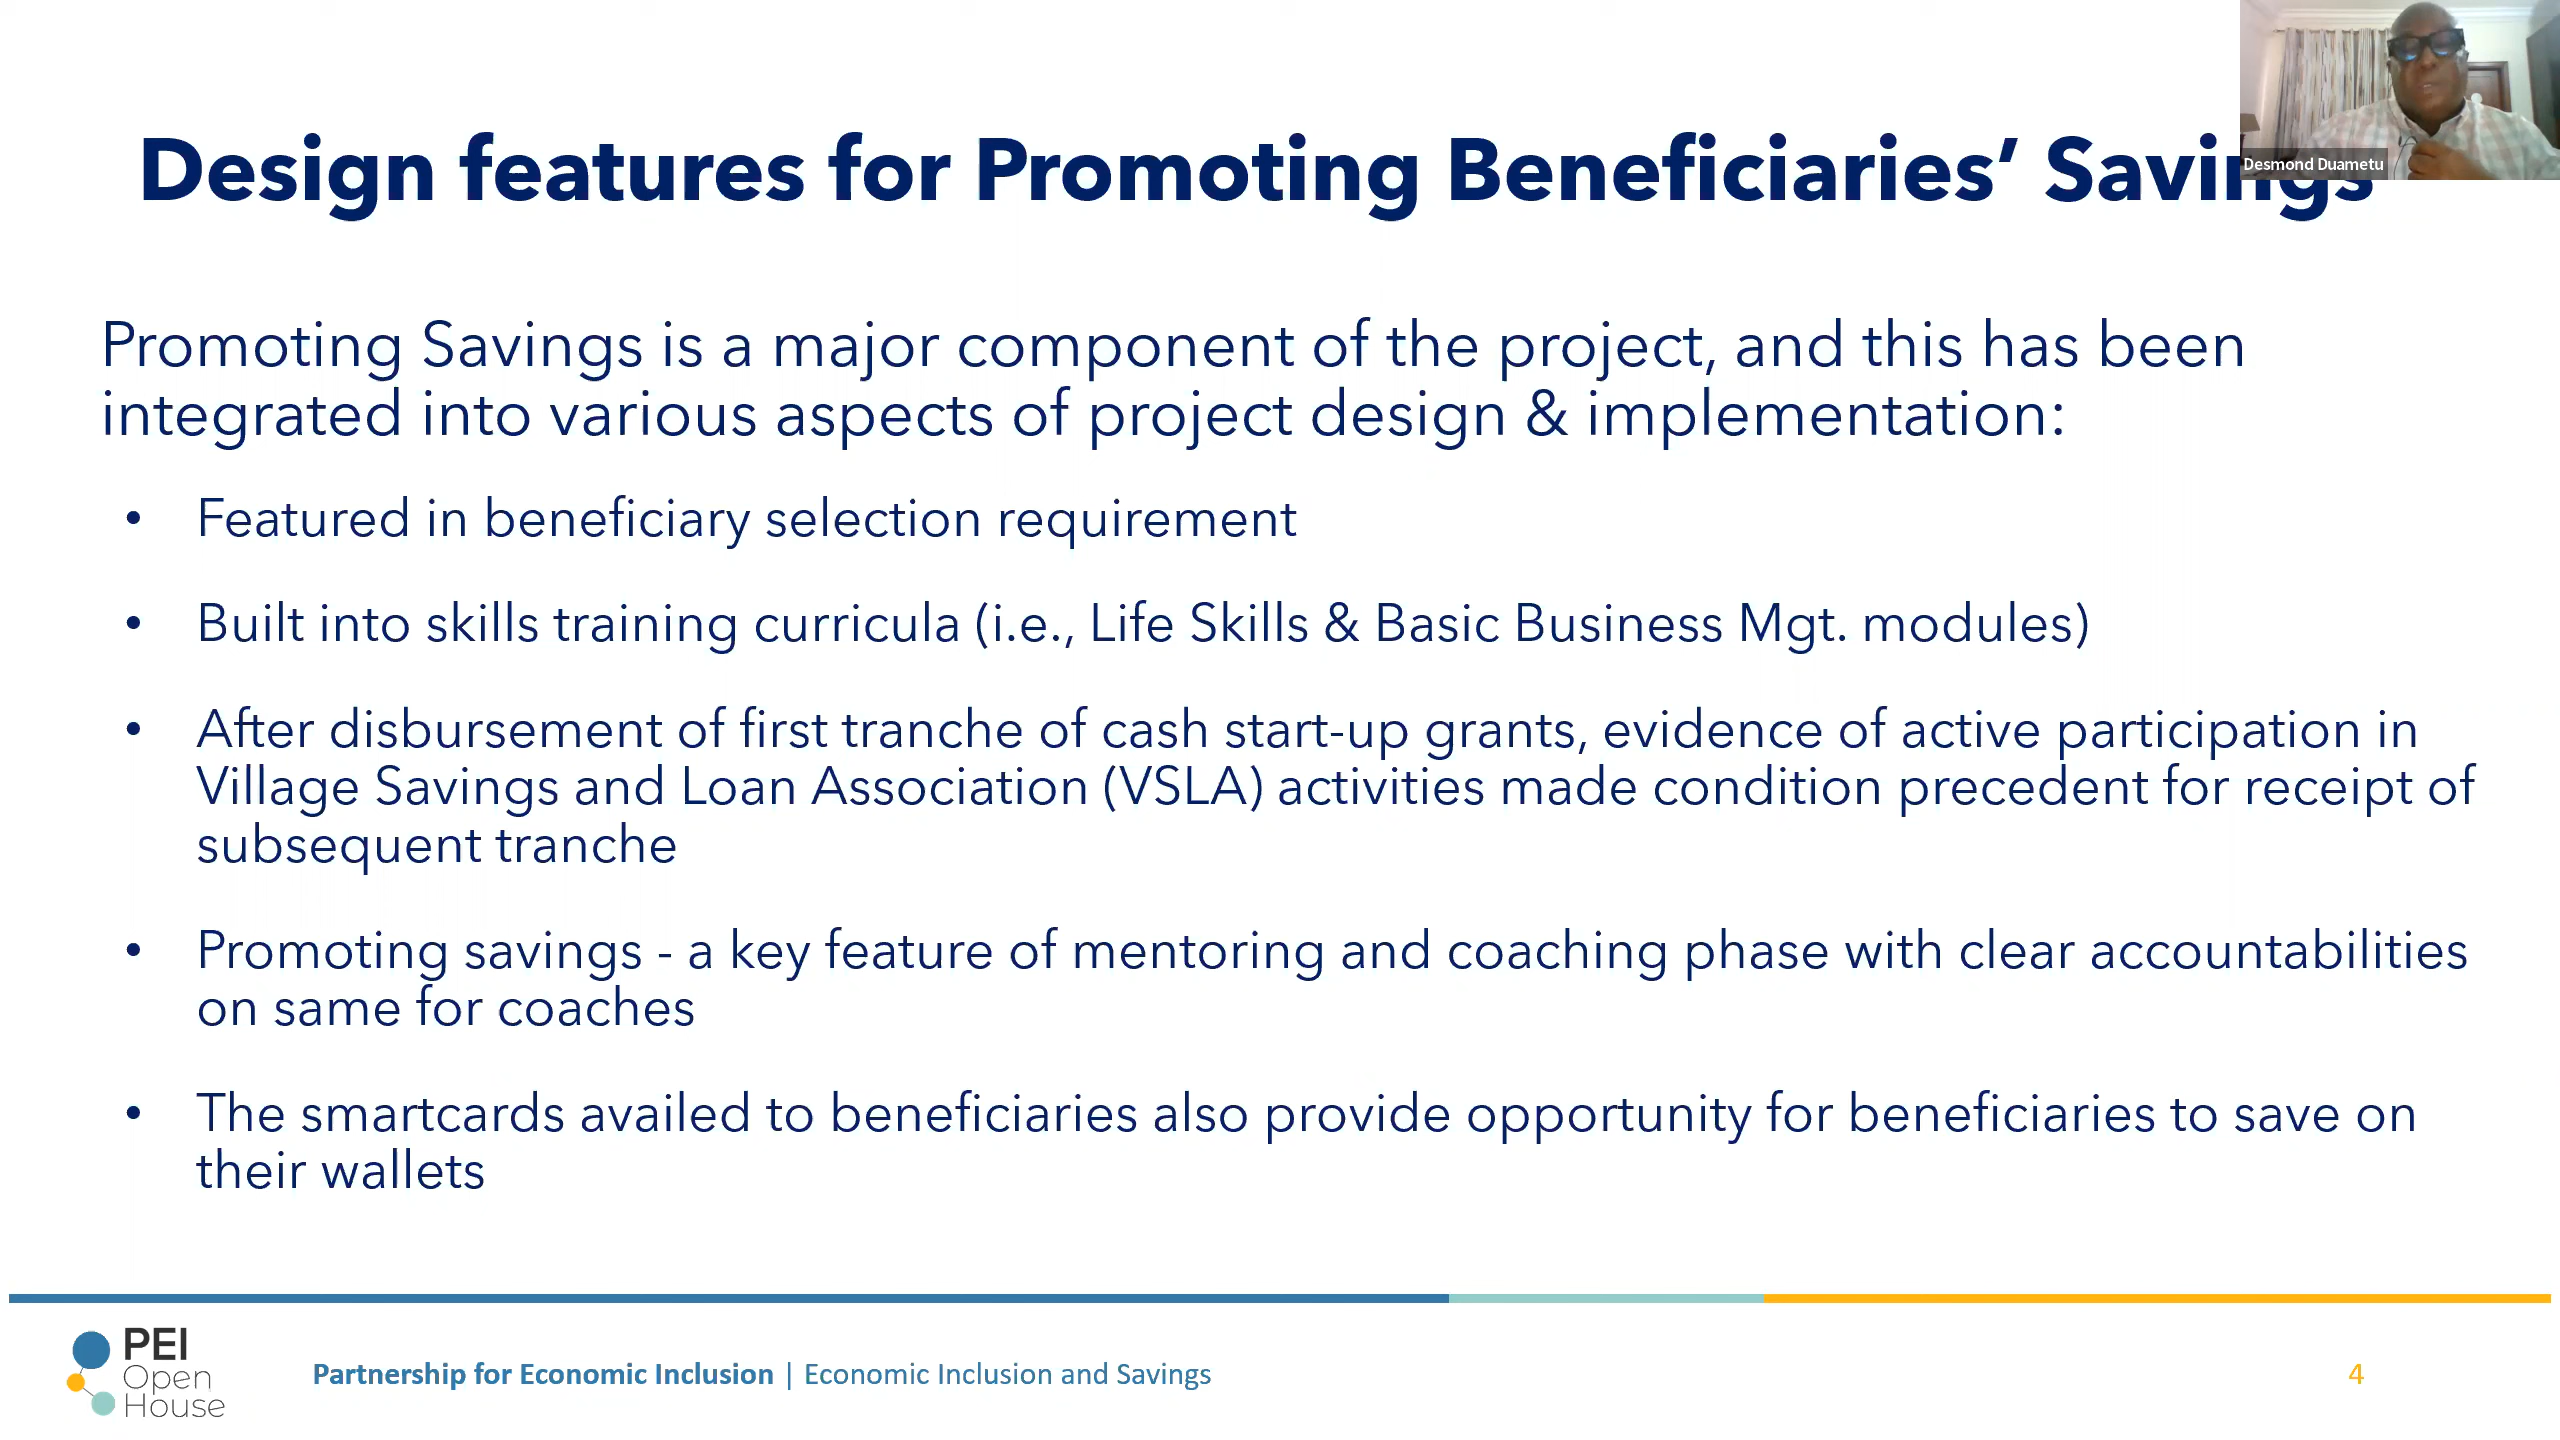 Design features for Promoting Beneficiaries’ Savings
Desmond Duametu
Promoting Savings is a major component of the project, and this has been
integrated into various aspects of project design & implementation:
• Featured in beneficiary selection requirement
• Built into skills training curricula (i.e., Life Skills & Basic Business Mgt. modules)
• After disbursement of first tranche of cash start-up grants, evidence of active participation in
Village Savings and Loan Association (VSLA) activities made condition precedent for receipt of
subsequent tranche
• Promoting savings - a key feature of mentoring and coaching phase with clear accountabilities
on same for coaches
• The smartcards availed to beneficiaries also provide opportunity for beneficiaries to save on
their wallets
PEI
Open
House
Partnership for Economic Inclusion | Economic Inclusion and Savings
4